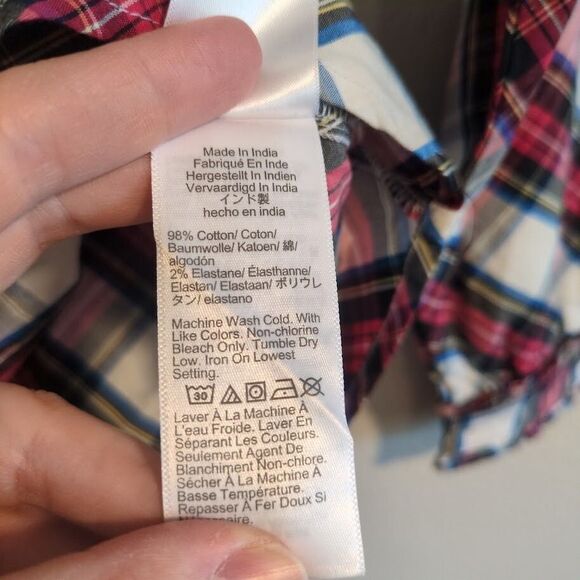 Made In India
Fabriqué En Inde
Hergestellt In Indien
Vervaardigd In India
インド製
hecho en india
98% Cotton/ Coton/
Baumwolle/ Katoen/ 綿/
algodón
2% Elastane/ Élasthanne/
Elastan/ Elastaan/ ポリウレ
タン/ elastano
Machine Wash Cold. With
Like Colors. Non-chlorine
Bleach Only. Tumble Dry
Low. Iron On Lowest
Setting.
30
Laver À La Machine À
L'eau Froide. Laver En
Séparant Les Couleurs.
Seulement Agent De
Blanchiment Non-chlore.
Sécher À La Machine À
Basse Température.
Repasser À Fer Doux Si